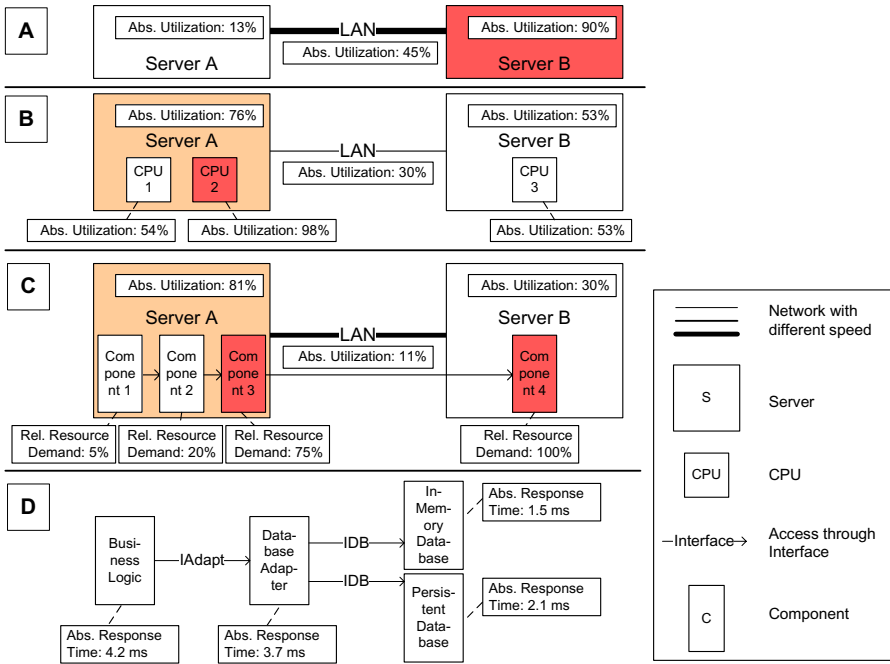 A
Abs. Utilization: 13%
Server A
LAN
Abs. Utilization: 45%
Abs. Utilization: 90%
Server B
B
Abs. Utilization: 76%
Server A
CPU
1
CPU
2
Abs. Utilization: 54%
Abs. Utilization: 98%
LAN
Abs. Utilization: 30%
Abs. Utilization: 53%
Server B
CPU
3
Abs. Utilization: 53%
C
Abs. Utilization: 81%
Server A
Com
pone
nt 1
Com
pone
nt 2
Com
pone
nt 3
Rel. Resource
Demand: 5%
Rel. Resource
Demand: 20%
Rel. Resource
Demand: 75%
LAN
Abs. Utilization: 11%
Abs. Utilization: 30%
Server B
Com
pone
nt 4
Rel. Resource
Demand: 100%
D
Busi-
ness
Logic
Abs. Response
Time: 4.2 ms
IAdapt
Data-
base
Adap-
ter
Abs. Response
Time: 3.7 ms
IDB
IDB
In-
Mem-
ory
Data-
base
Abs. Response
Time: 1.5 ms
Persis-
tent
Data-
base
Abs. Response
Time: 2.1 ms
Network with
different speed
S
Server
CPU
CPU
Interface
Access through
Interface
C
Component